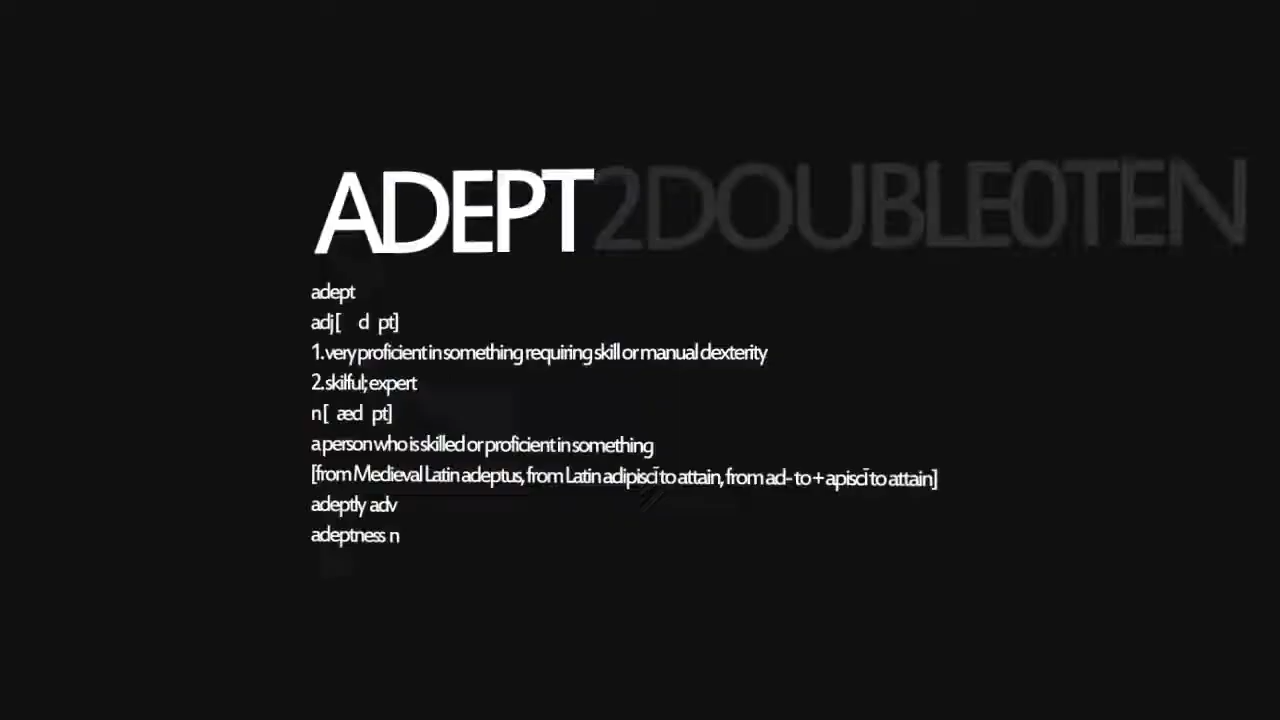 ADEPT2DOUBLE0TEN
adept
adj [ d pt]
1. very proficient in something requiring skill or manual dexterity
2. skilful; expert
n [ æd pt]
a person who is skilled or proficient in something
[from Medieval Latin adeptus, from Latin adipiscī to attain, from ad- to + apiscī to attain]
adeptly adv
adeptness n